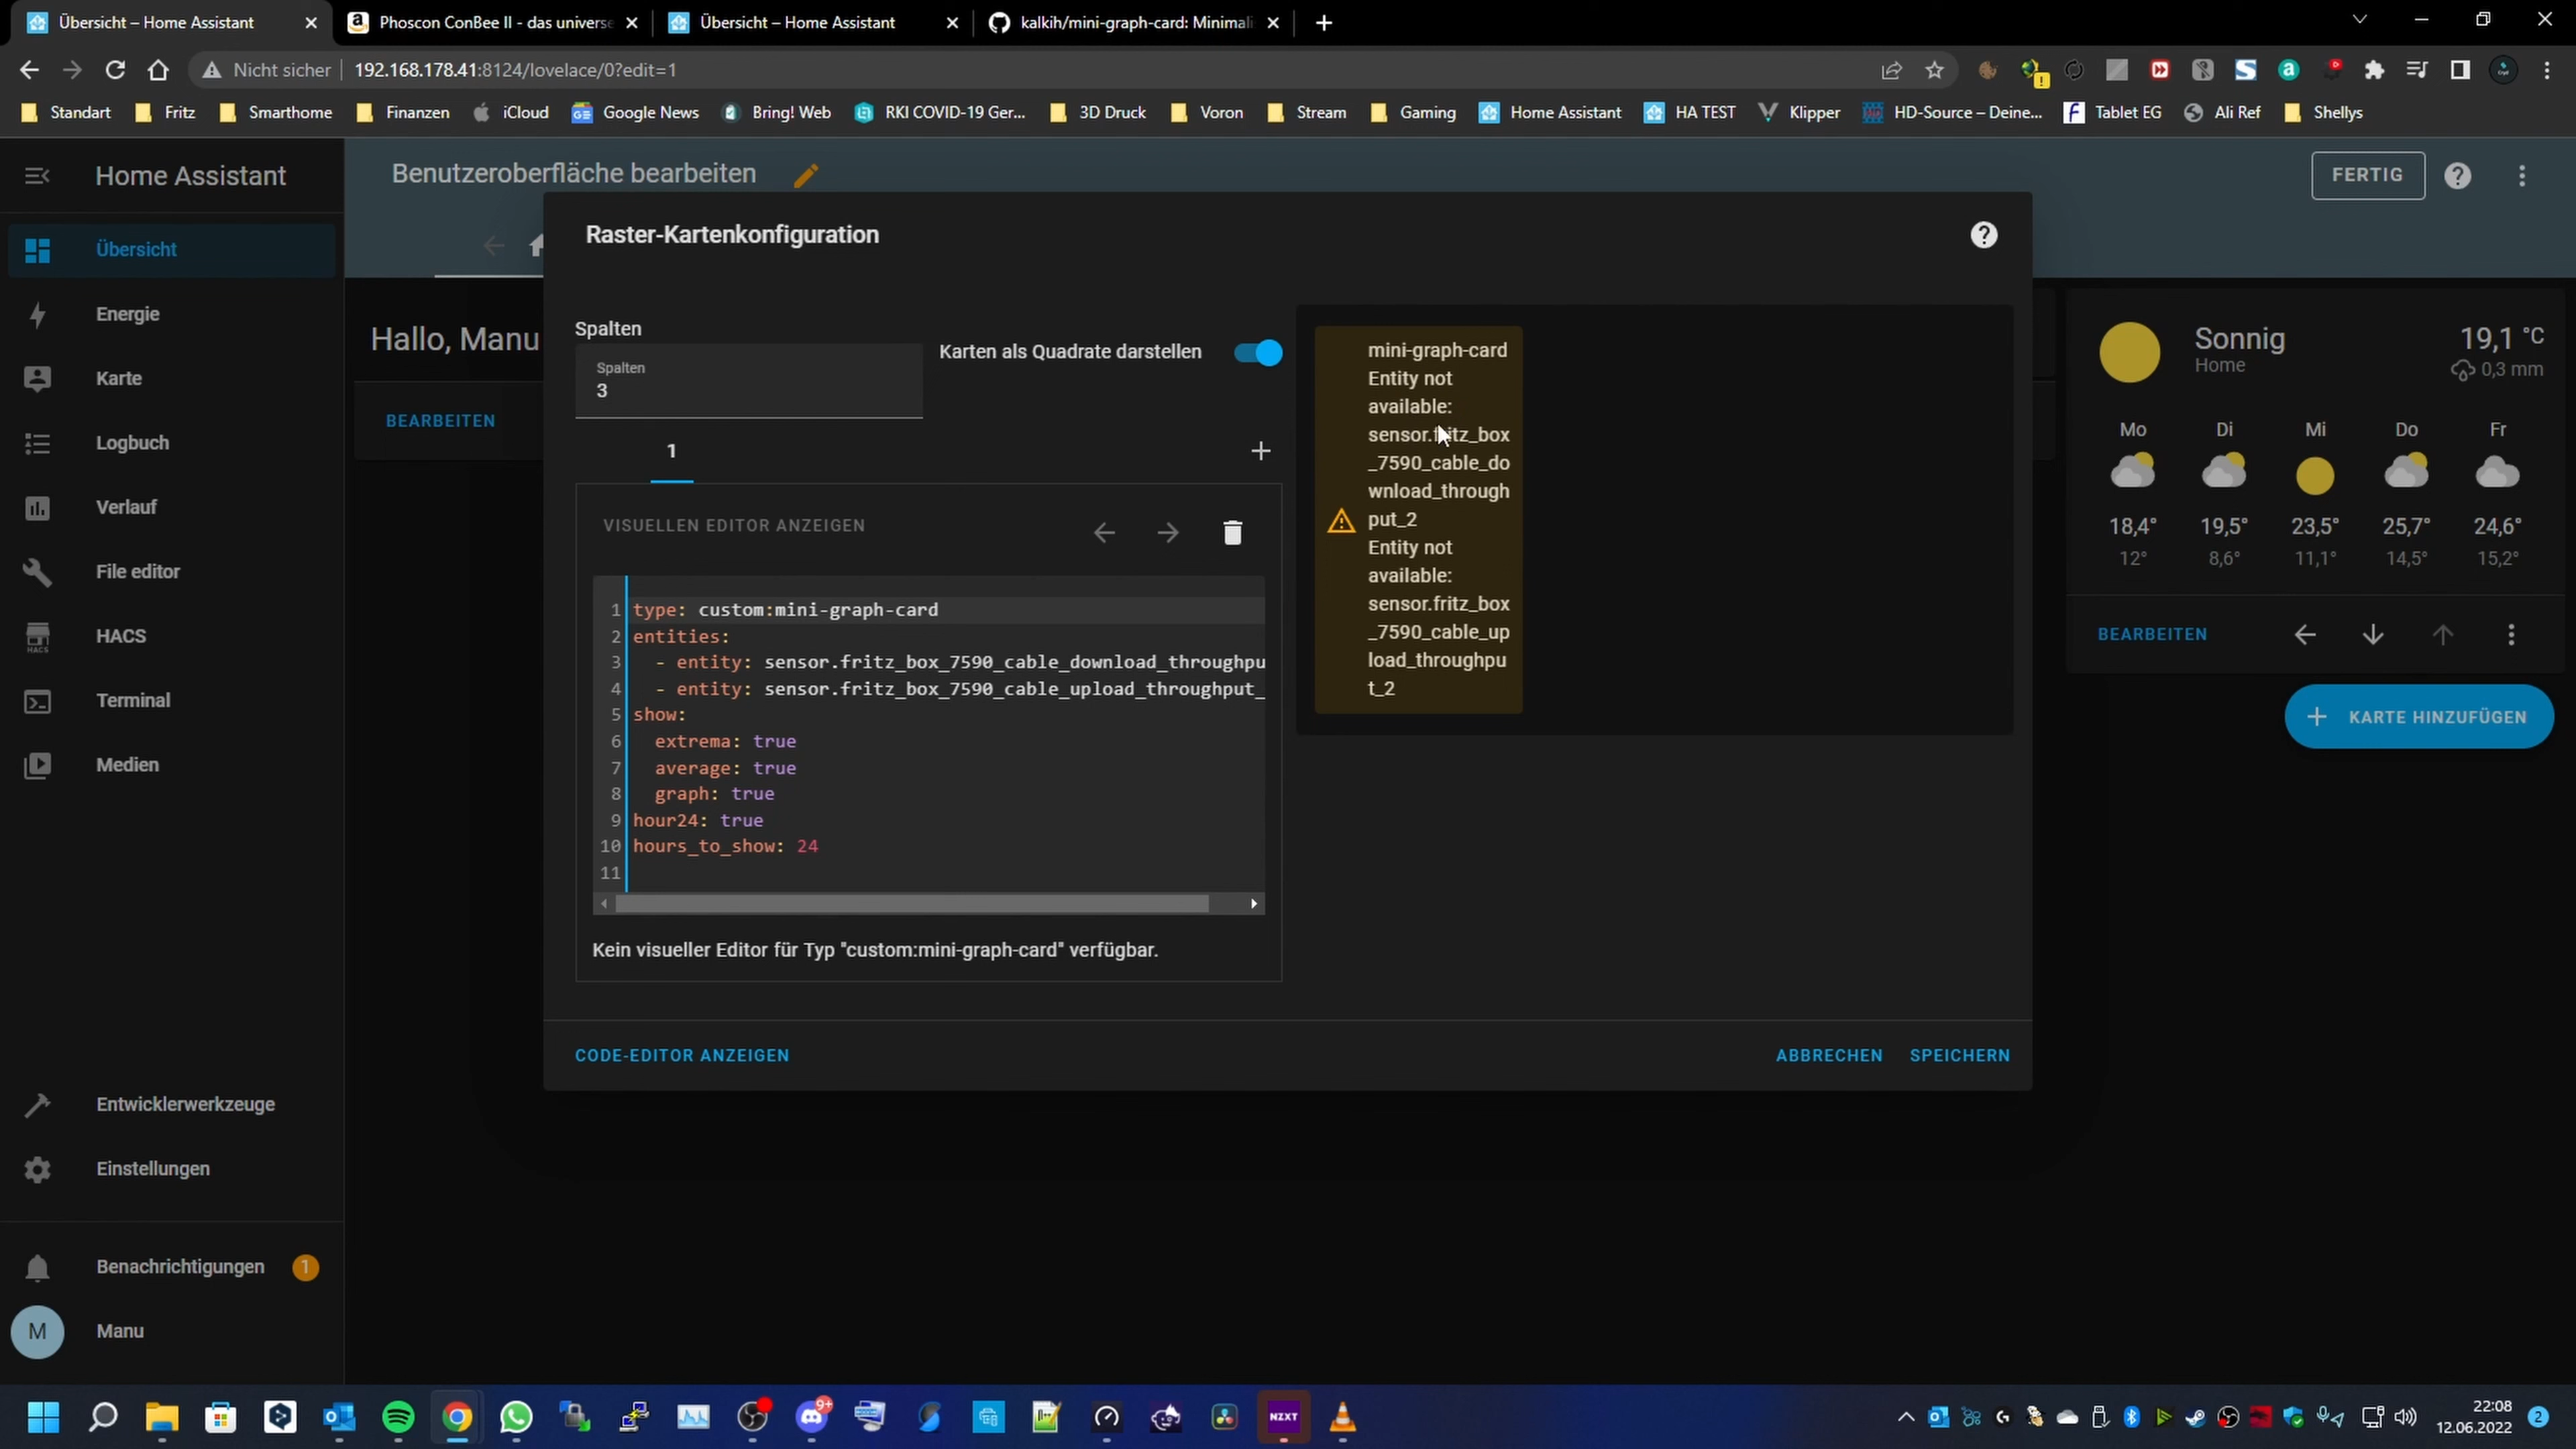 Übersicht – Home Assistant
Phoscon ConBee II - das universe
Übersicht – Home Assistant
kalkih/mini-graph-card: Minimali
Nicht sicher
192.168.178.41:8124/lovelace/0?edit=1
Standart
Fritz
Smarthome
Finanzen
iCloud
Google News
Bring! Web
RKI COVID-19 Ger...
3D Druck
Voron
Stream
Gaming
Home Assistant
HA TEST
Klipper
HD-Source – Deine...
Tablet EG
Ali Ref
Shellys
Home Assistant
Benutzeroberfläche bearbeiten
FERTIG
Übersicht
Energie
Karte
Logbuch
Verlauf
File editor
HACS
HACS
Terminal
Medien
Entwicklerwerkzeuge
Einstellungen
Benachrichtigungen
1
M
Manu
Hallo, Manu
BEARBEITEN
Raster-Kartenkonfiguration
Spalten
Spalten
3
Karten als Quadrate darstellen
1
VISUELLEN EDITOR ANZEIGEN
1 type: custom:mini-graph-card
2 entities:
3 - entity: sensor.fritz_box_7590_cable_download_throughpu
4 - entity: sensor.fritz_box_7590_cable_upload_throughput_
5 show:
6 extrema: true
7 average: true
8 graph: true
9 hour24: true
10 hours_to_show: 24
11
Kein visueller Editor für Typ "custom:mini-graph-card" verfügbar.
CODE-EDITOR ANZEIGEN
ABBRECHEN
SPEICHERN
mini-graph-card
Entity not
available:
sensor.fritz_box
_7590_cable_do
wnload_through
put_2
Entity not
available:
sensor.fritz_box
_7590_cable_up
load_throughpu
t_2
Sonnig
Home
19,1 °C
0,3 mm
Mo Di Mi Do Fr
18,4° 19,5° 23,5° 25,7° 24,6°
12° 8,6° 11,1° 14,5° 15,2°
BEARBEITEN
KARTE HINZUFÜGEN
9+
NZXT
22:08
12.06.2022
2